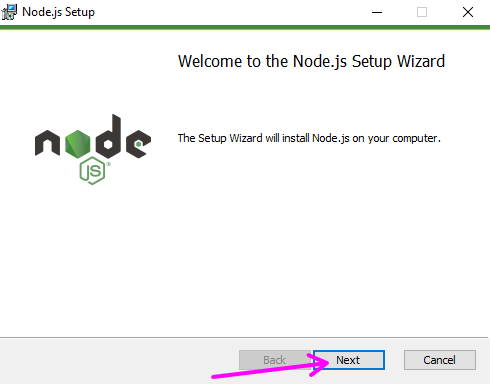 Node.js Setup
Welcome to the Node.js Setup Wizard
node
JS®
The Setup Wizard will install Node.js on your computer.
Back
Next
Cancel